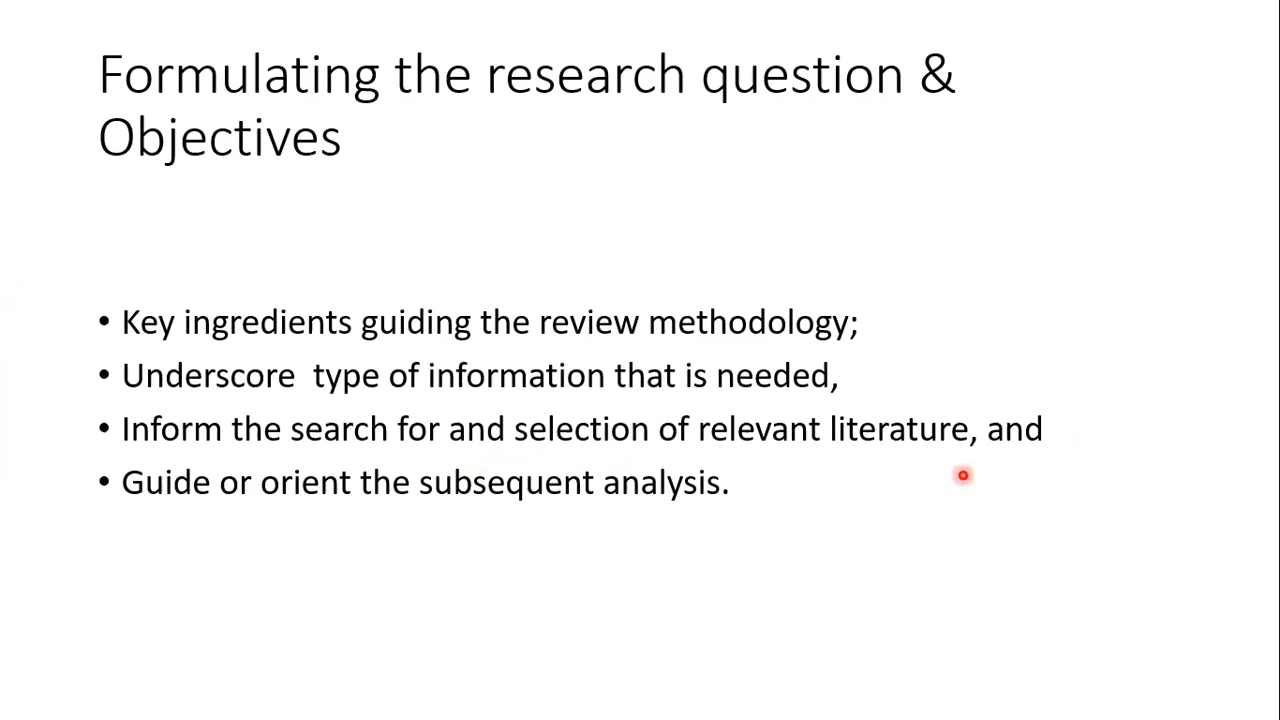 Formulating the research question &
Objectives
• Key ingredients guiding the review methodology;
• Underscore  type of information that is needed,
• Inform the search for and selection of relevant literature, and
• Guide or orient the subsequent analysis.